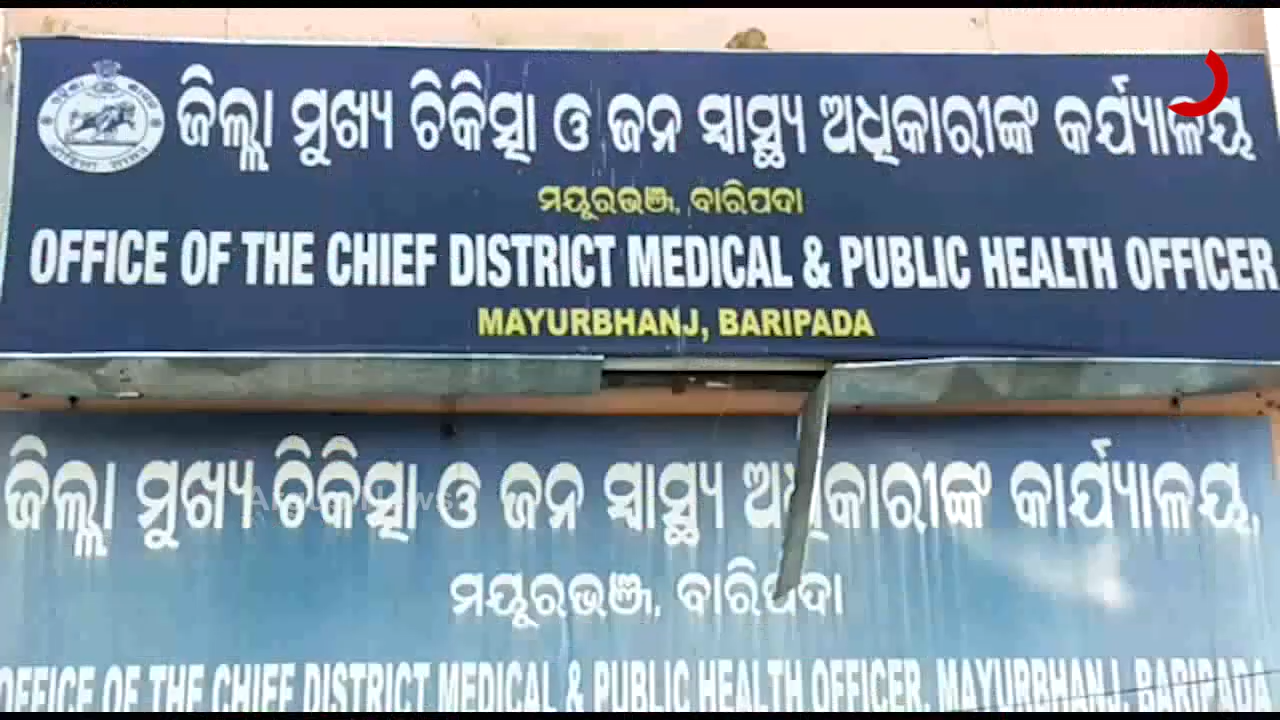 ଜିଲ୍ଲା ମୁଖ୍ୟ ଚିକିତ୍ସା ଓ ଜନ ସ୍ୱାସ୍ଥ୍ୟ ଅଧିକାରୀଙ୍କ କର୍ଯ୍ୟାଳୟ
ମୟୂରଭଞ୍ଜ, ବାରିପଦା
OFFICE OF THE CHIEF DISTRICT MEDICAL & PUBLIC HEALTH OFFICER
MAYURBHANJ, BARIPADA
ଜିଲ୍ଲା ମୁଖ୍ୟ ଚିକିତ୍ସା ଓ ଜନ ସ୍ୱାସ୍ଥ୍ୟ ଅଧିକାରୀଙ୍କ କାର୍ଯ୍ୟାଳୟ,
ମୟୂରଭଞ୍ଜ, ବାରିପଦା
OFFICE OF THE CHIEF DISTRICT MEDICAL & PUBLIC HEALTH OFFICER, MAYURBHANJ, BARIPADA